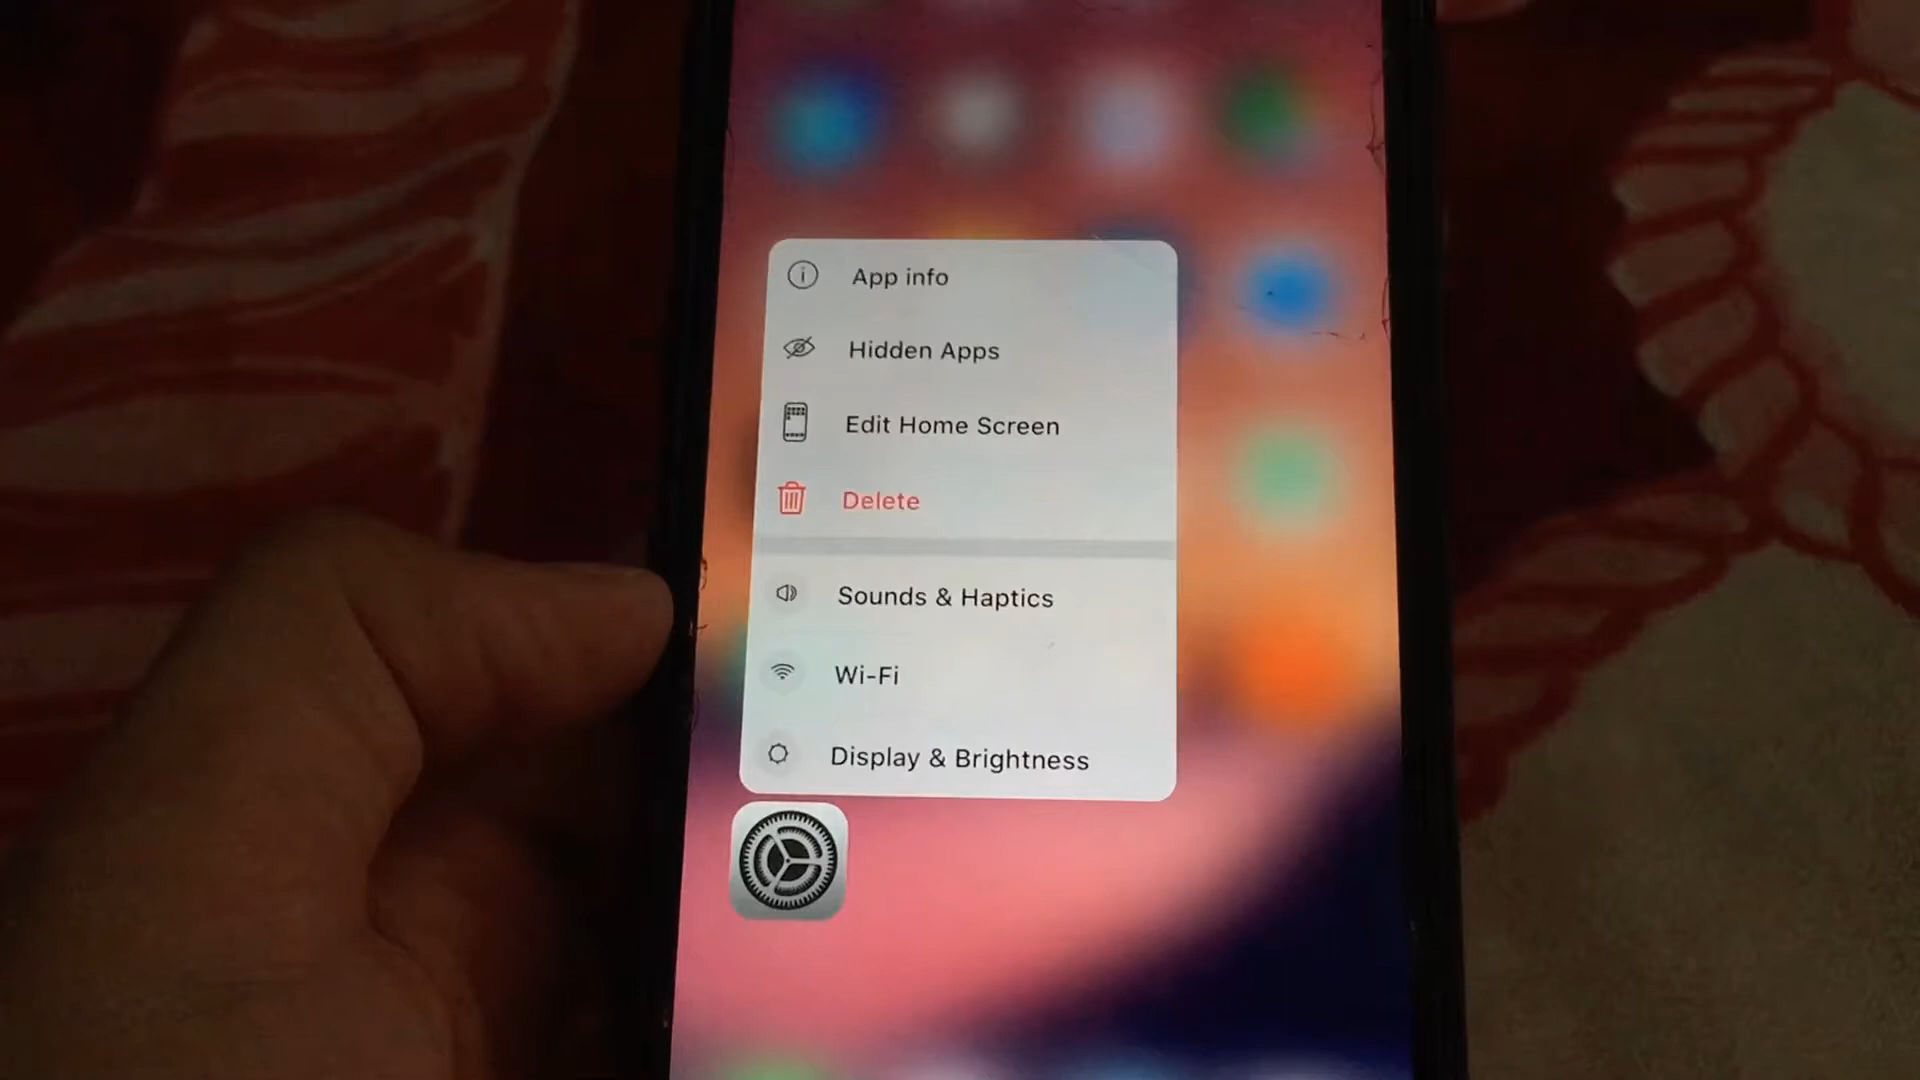 App info
Hidden Apps
Edit Home Screen
Delete
Sounds & Haptics
Wi-Fi
Display & Brightness